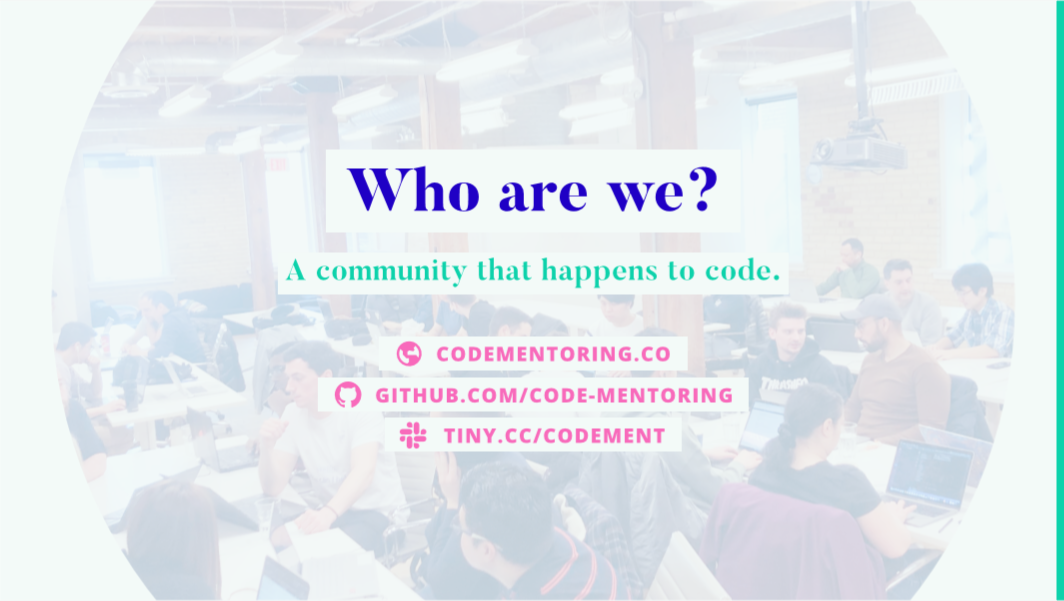 Who are we?
A community that happens to code.
CODEMENTORING.CO
GITHUB.COM/CODE-MENTORING
TINY.CC/CODEMENT